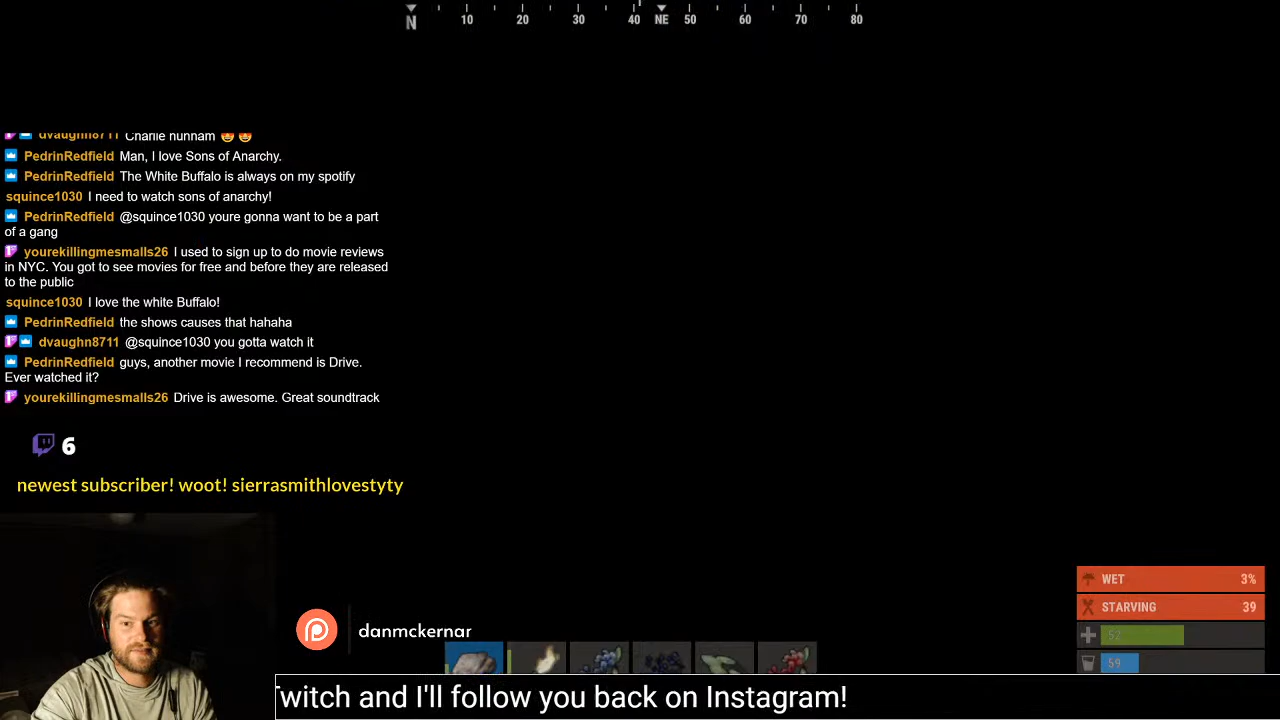 N 10 20 30 40 NE 50 60 70 80
dvaughn8711 Charlie hunnam
PedrinRedfield Man, I love Sons of Anarchy.
PedrinRedfield The White Buffalo is always on my spotify
squince1030 I need to watch sons of anarchy!
PedrinRedfield @squince1030 youre gonna want to be a part
of a gang
yourekillingmesmalls26 I used to sign up to do movie reviews
in NYC. You got to see movies for free and before they are released
to the public
squince1030 I love the white Buffalo!
PedrinRedfield the shows causes that hahaha
dvaughn8711 @squince1030 you gotta watch it
PedrinRedfield guys, another movie I recommend is Drive.
Ever watched it?
yourekillingmesmalls26 Drive is awesome. Great soundtrack
6
newest subscriber! woot! sierrasmithlovestyty
WET 3%
STARVING 39
52
59
danmckernar
Twitch and I'll follow you back on Instagram!